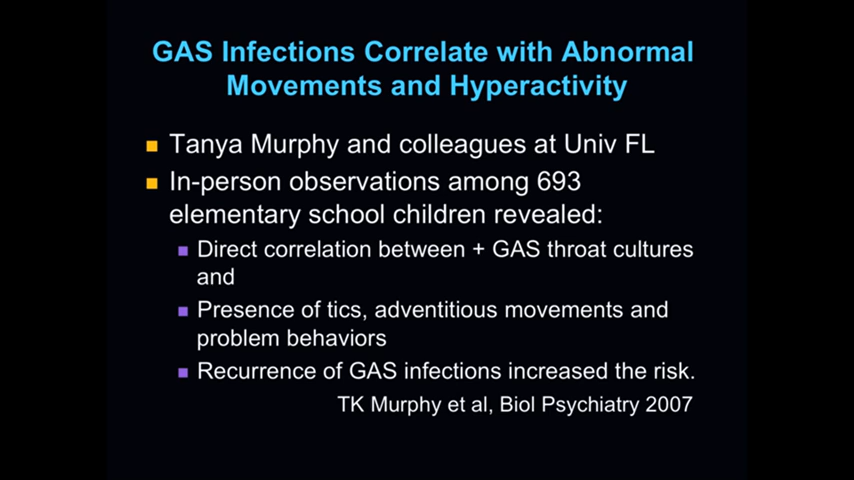 GAS Infections Correlate with Abnormal
Movements and Hyperactivity
Tanya Murphy and colleagues at Univ FL
In-person observations among 693
elementary school children revealed:
Direct correlation between + GAS throat cultures
and
Presence of tics, adventitious movements and
problem behaviors
Recurrence of GAS infections increased the risk.
TK Murphy et al, Biol Psychiatry 2007